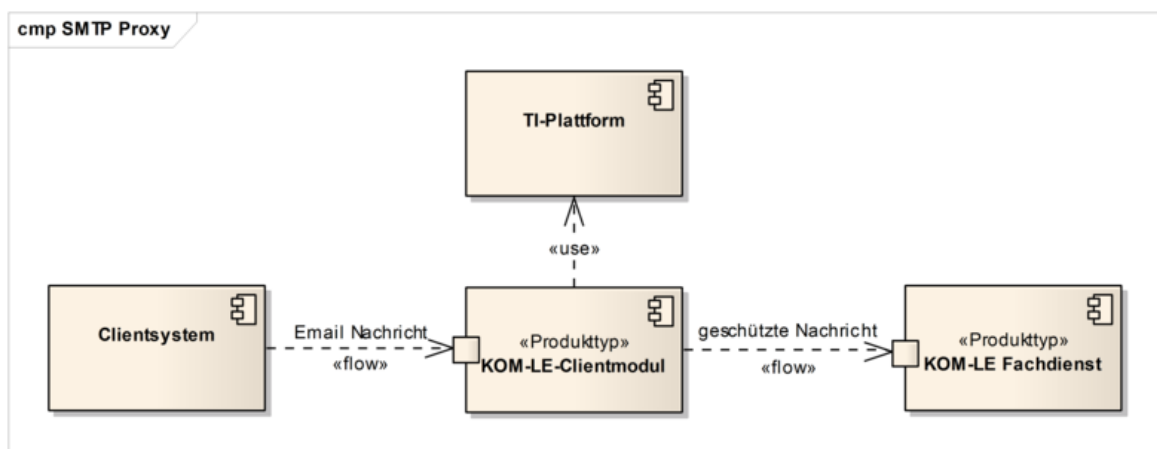 cmp SMTP Proxy
TI-Plattform
«use»
Clientsystem
Email Nachricht
«flow»
«Produkttyp»
KOM-LE-Clientmodul
geschützte Nachricht
«flow»
«Produkttyp»
KOM-LE Fachdienst